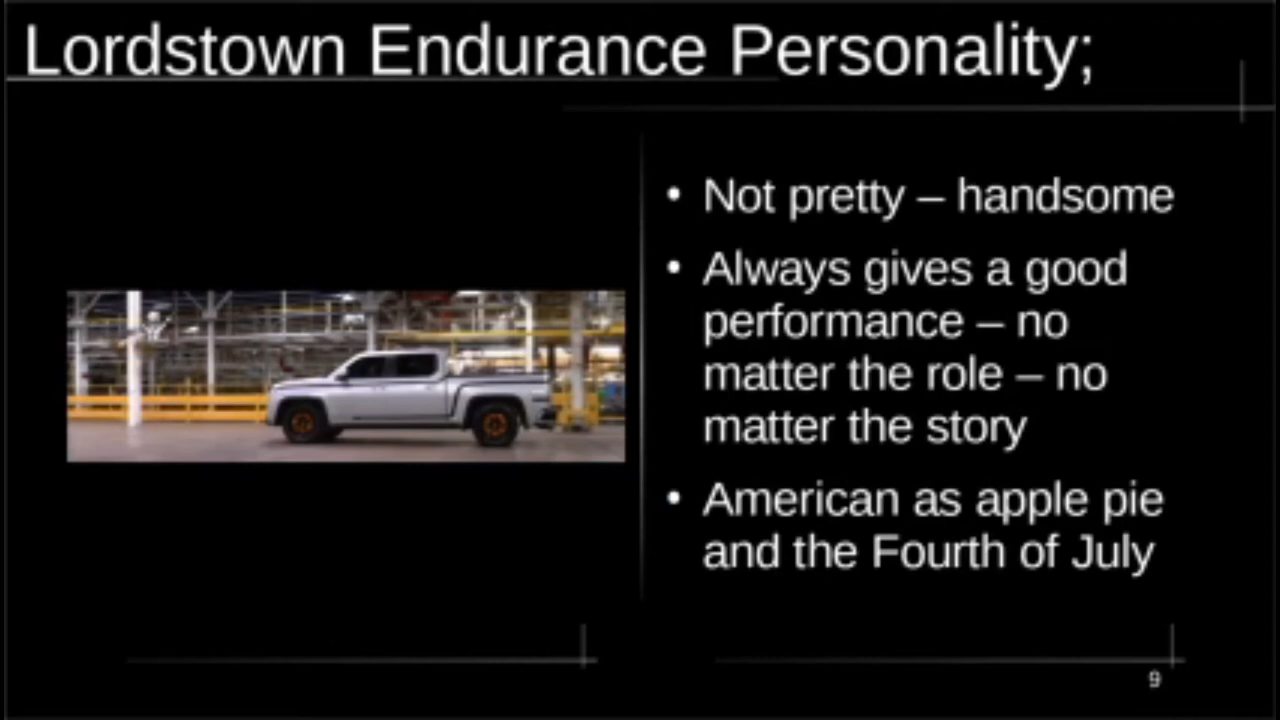 Lordstown Endurance Personality;
• Not pretty – handsome
• Always gives a good
performance – no
matter the role – no
matter the story
• American as apple pie
and the Fourth of July
9